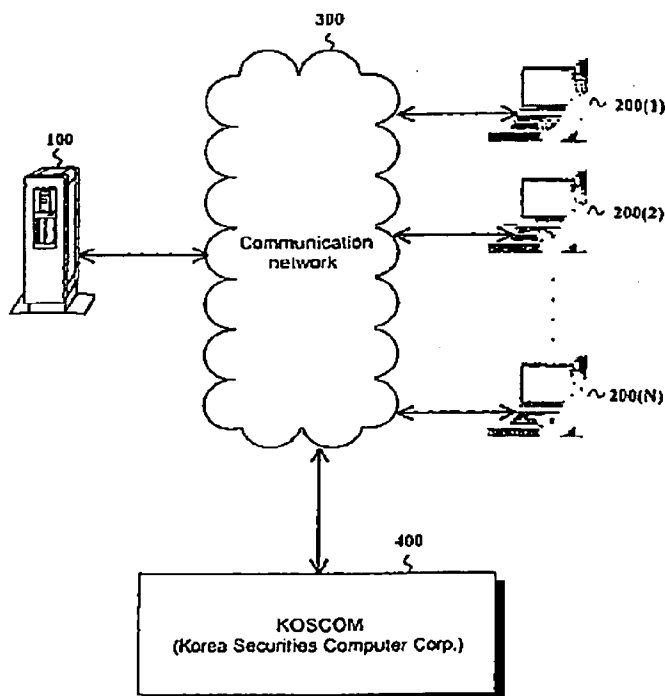 300
200(1)
100
200(2)
Communication
network
200(N)
400
KOSCOM
(Korea Securities Computer Corp.)